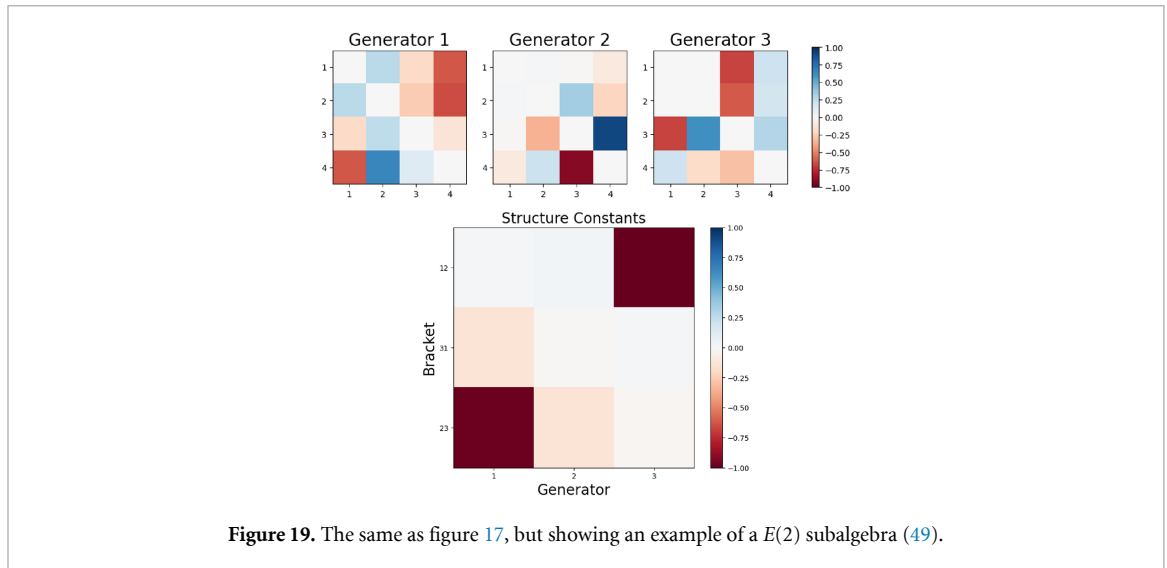 Generator 1 Generator 2 Generator 3
1 1 1 1.00
0.75
2 2 2 0.50
0.25
0.00
3 3 3 −0.25
−0.50
4 4 4 −0.75
−1.00
1 2 3 4 1 2 3 4 1 2 3 4
Structure Constants
1.00
12 0.75
0.50
0.25
Bracket 31 0.00
−0.25
−0.50
23 −0.75
−1.00
1 2 3
Generator
Figure 19. The same as figure 17, but showing an example of a E(2) subalgebra (49).